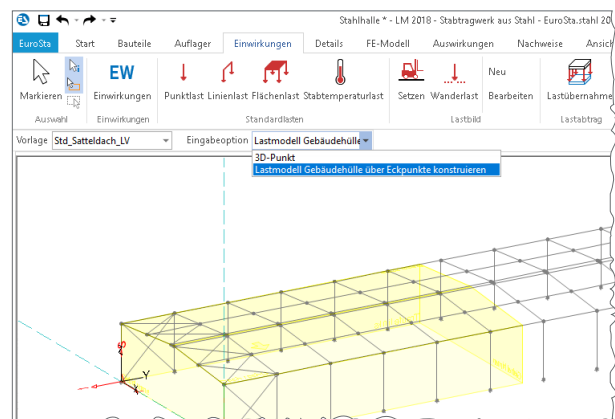 Stahlhalle * - LM 2018 - Stabtragwerk aus Stahl - EuroSta.stahl 20
EuroSta Start Bauteile Auflager Einwirkungen Details FE-Modell Auswirkungen Nachweise Ansich
EW Neu
Markieren Einwirkungen Punktlast Linienlast Flächenlast Stabtemperaturlast Setzen Wanderlast Bearbeiten Lastübernahme
Auswahl Einwirkungen Standardlasten Lastbild Lastabtrag
Vorlage Std_Satteldach_LV Eingabeoption Lastmodell Gebäudehülle
3D-Punkt
Lastmodell Gebäudehülle über Eckpunkte konstruieren
Y
X